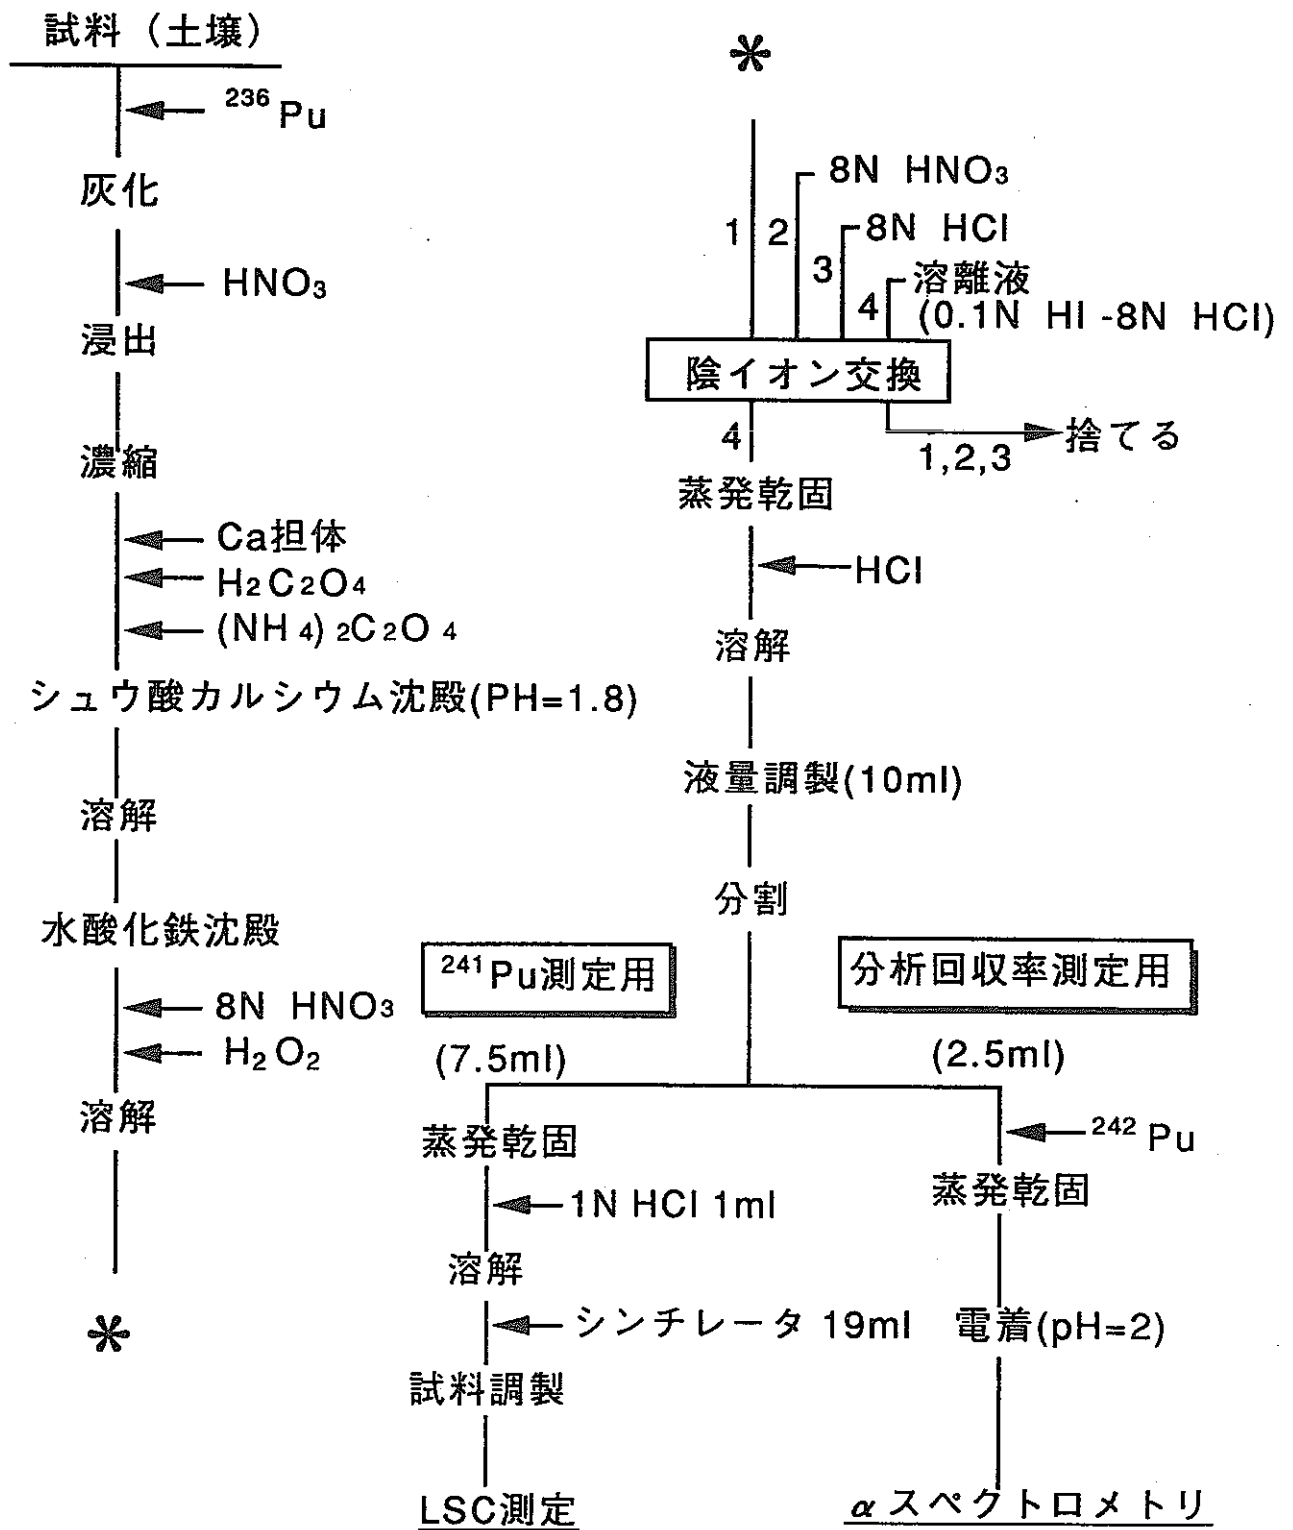 試料（土壌）
236 Pu
灰化
HNO3
浸出
濃縮
Ca担体
H2C2O4
(NH4)2C2O4
シュウ酸カルシウム沈殿(PH=1.8)
溶解
水酸化鉄沈殿
8N HNO3
H2O2
溶解
*
*
8N HNO3
1 2
8N HCl
3
溶離液
4
(0.1N HI -8N HCl)
陰イオン交換
4
1,2,3
捨てる
蒸発乾固
HCl
溶解
液量調製(10ml)
分割
241Pu測定用
(7.5ml)
蒸発乾固
1N HCl 1ml
溶解
シンチレータ 19ml
試料調製
LSC測定
分析回収率測定用
(2.5ml)
242 Pu
蒸発乾固
電着(pH=2)
αスペクトロメトリ